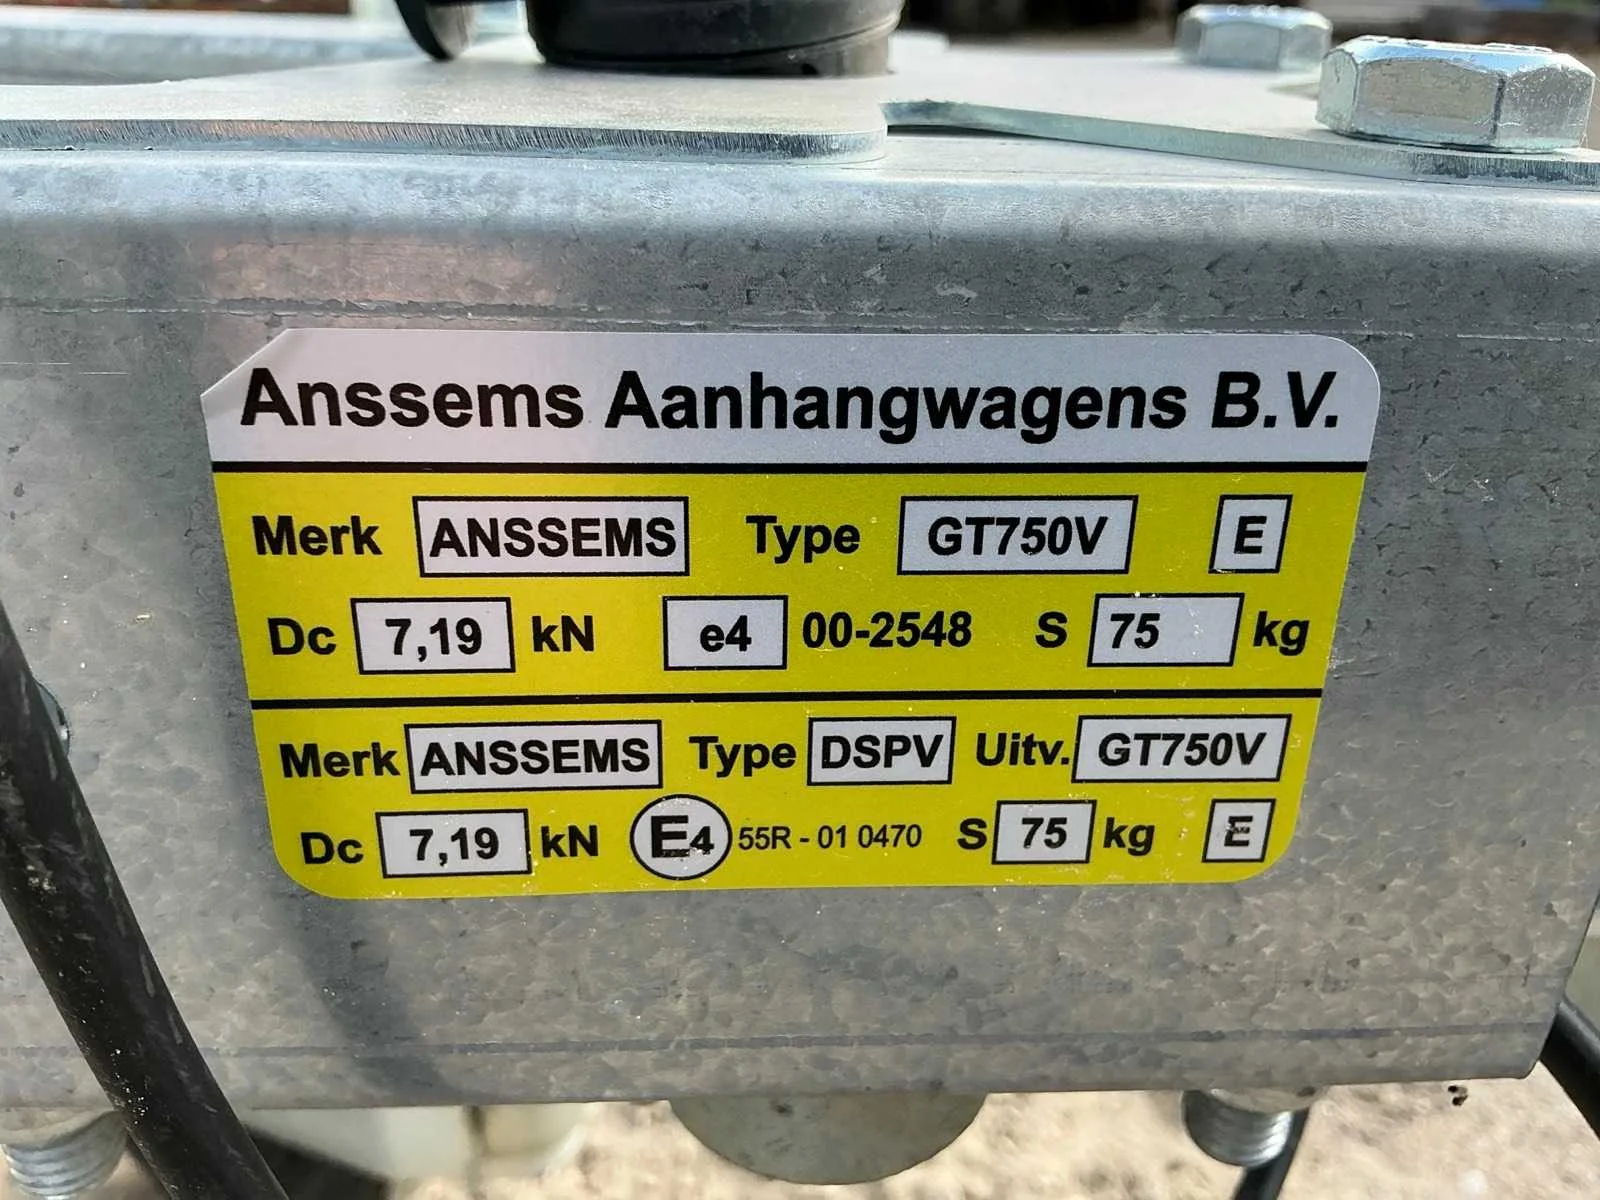 Anssems Aanhangwagens B.V.
Merk ANSSEMS Type GT750V E
Dc 7,19 kN e4 00-2548 S 75 kg
Merk ANSSEMS Type DSPV Uitv. GT750V
Dc 7,19 kN E4 55R - 01 0470 S 75 kg E